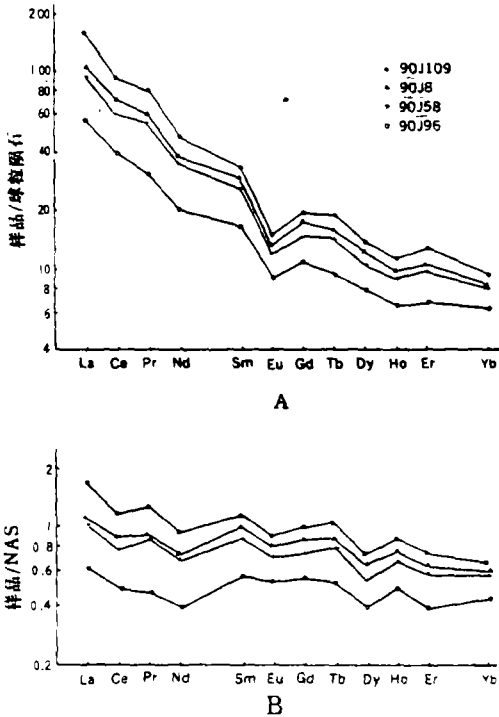 200
100
80
60
40
20
10
8
6
4
样品/球粒陨石
90J109
90J8
90J58
90J96
La Ce Pr Nd Sm Eu Gd Tb Dy Ho Er Yb
A
2
1
0.8
0.6
0.4
0.2
样品/NAS
La Ce Pr Nd Sm Eu Gd Tb Dy Ho Er Yb
B